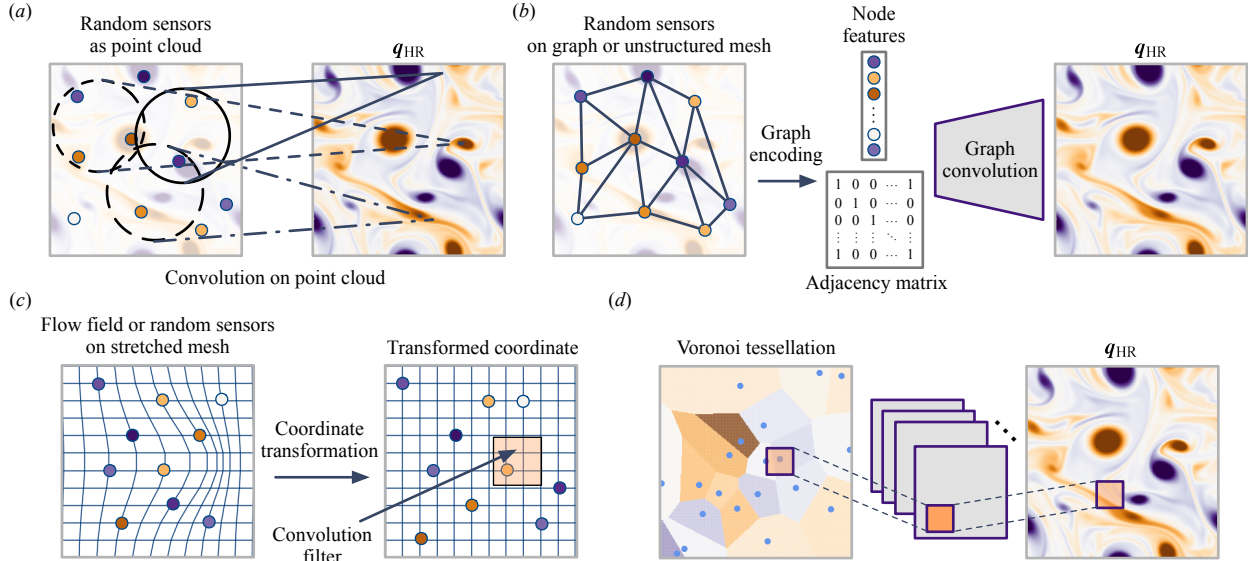 (a)
Random sensors
as point cloud
q_HR
Convolution on point cloud
(b)
Random sensors
on graph or unstructured mesh
Graph
encoding
Node
features
1 0 0 ⋯ 1
0 1 0 ⋯ 0
0 0 1 ⋯ 0
⋮ ⋮ ⋮ ⋱ ⋮
1 0 0 ⋯ 1
Adjacency matrix
Graph
convolution
q_HR
(c)
Flow field or random sensors
on stretched mesh
Coordinate
transformation
Convolution
filter
Transformed coordinate
(d)
Voronoi tessellation
q_HR